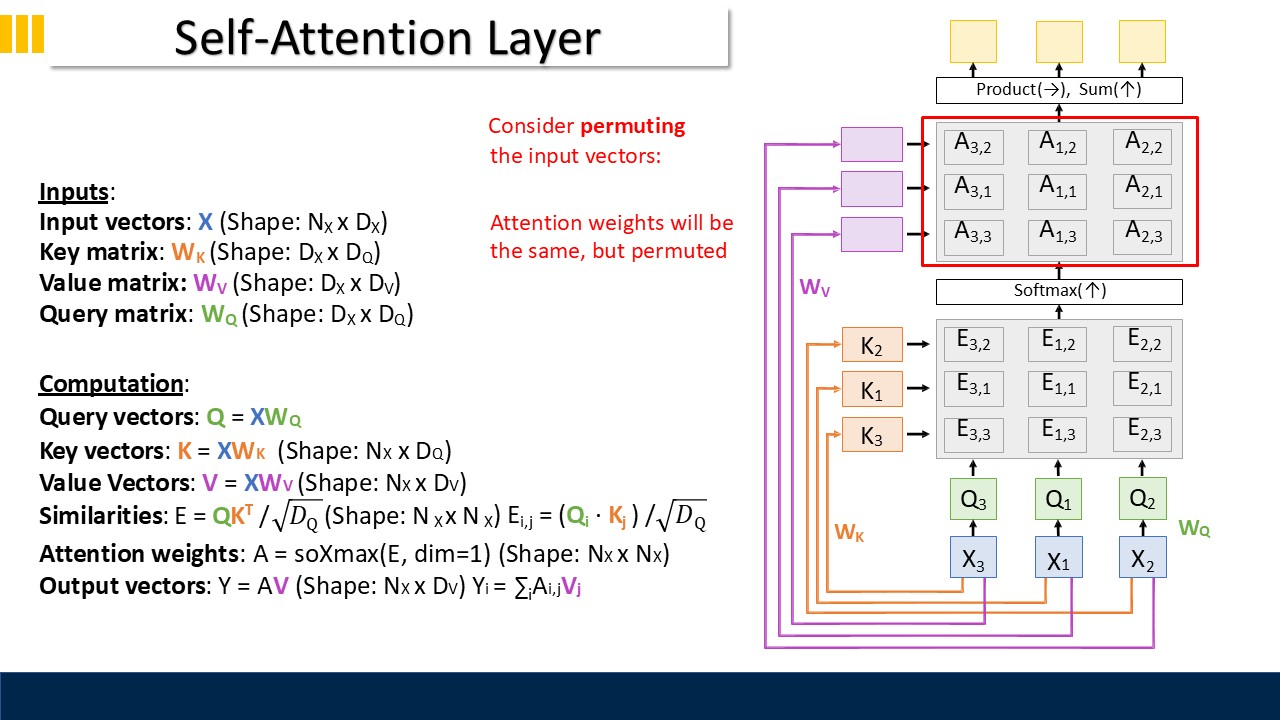 Self-Attention Layer
Consider permuting
the input vectors:
Attention weights will be
the same, but permuted
Inputs:
Input vectors: X (Shape: NX x DX)
Key matrix: WK (Shape: DX x DQ)
Value matrix: WV (Shape: DX x DV)
Query matrix: WQ (Shape: DX x DQ)
Computation:
Query vectors: Q = XWQ
Key vectors: K = XWK (Shape: NX x DQ)
Value Vectors: V = XWV (Shape: NX x DV)
Similarities: E = QKT / √DQ (Shape: N X x N X) Ei,j = (Qi · Kj ) / √DQ
Attention weights: A = soXmax(E, dim=1) (Shape: NX x NX)
Output vectors: Y = AV (Shape: NX x DV) Yi = ∑iAi,jVj
Product(→), Sum(↑)
A3,2 A1,2 A2,2
A3,1 A1,1 A2,1
A3,3 A1,3 A2,3
WV
Softmax(↑)
K2 E3,2 E1,2 E2,2
K1 E3,1 E1,1 E2,1
K3 E3,3 E1,3 E2,3
Q3 Q1 Q2
WK
WQ
X3 X1 X2